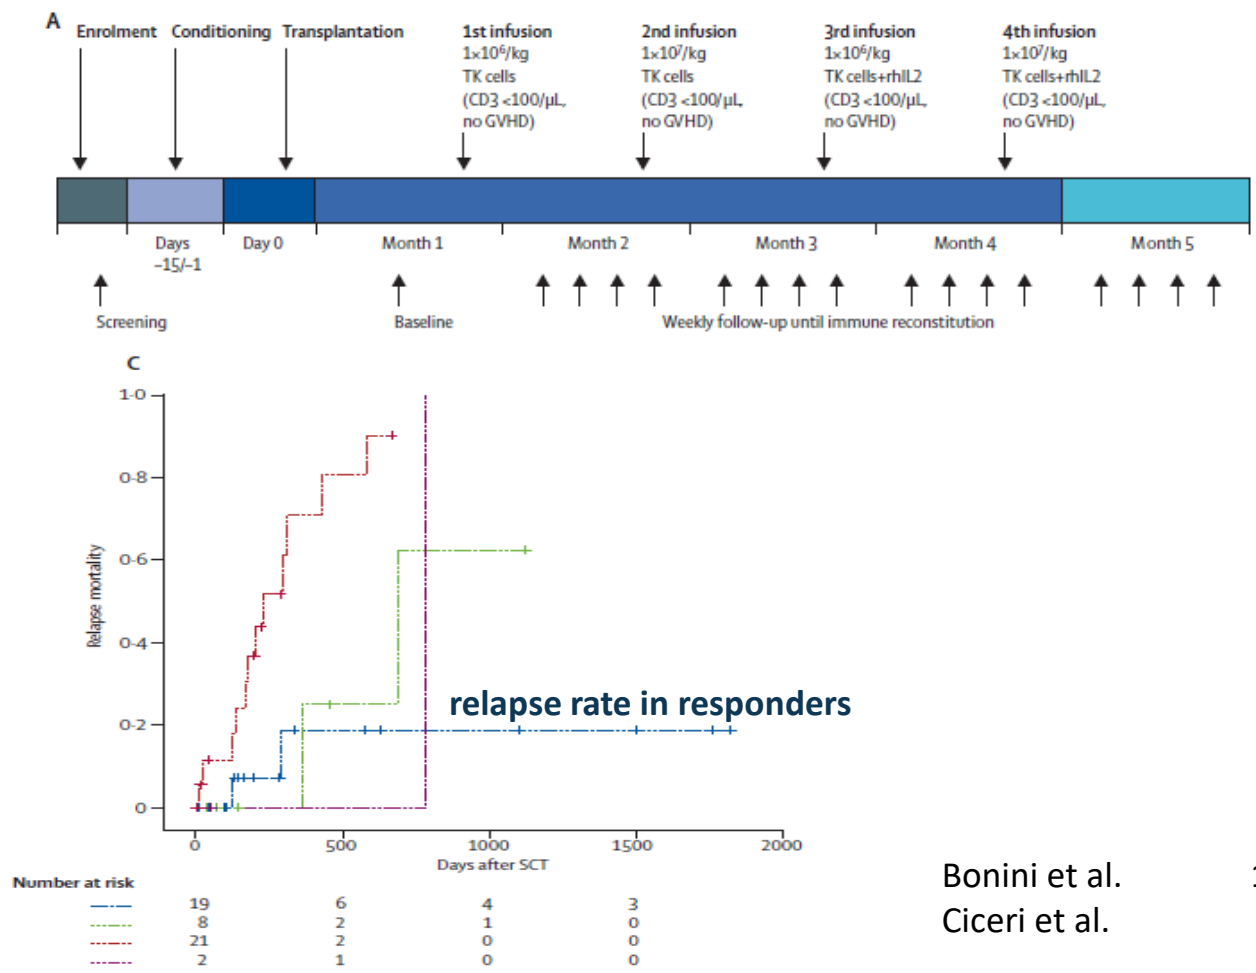 A
Enrolment Conditioning Transplantation 1st infusion 2nd infusion 3rd infusion 4th infusion
1×10⁶/kg 1×10⁷/kg 1×10⁶/kg 1×10⁷/kg
TK cells TK cells TK cells+rhIL2 TK cells+rhIL2
(CD3 <100/µL, (CD3 <100/µL, (CD3 <100/µL, (CD3 <100/µL,
no GVHD) no GVHD) no GVHD) no GVHD)
Days Day 0 Month 1 Month 2 Month 3 Month 4 Month 5
–15/–1
Screening Baseline Weekly follow-up until immune reconstitution
C
1·0
0·8
0·6
0·4
0·2
0
Relapse mortality
relapse rate in responders
0 500 1000 1500 2000
Days after SCT
Number at risk
19 6 4 3
8 2 1 0
21 2 0 0
2 1 0 0
Bonini et al. 1
Ciceri et al.